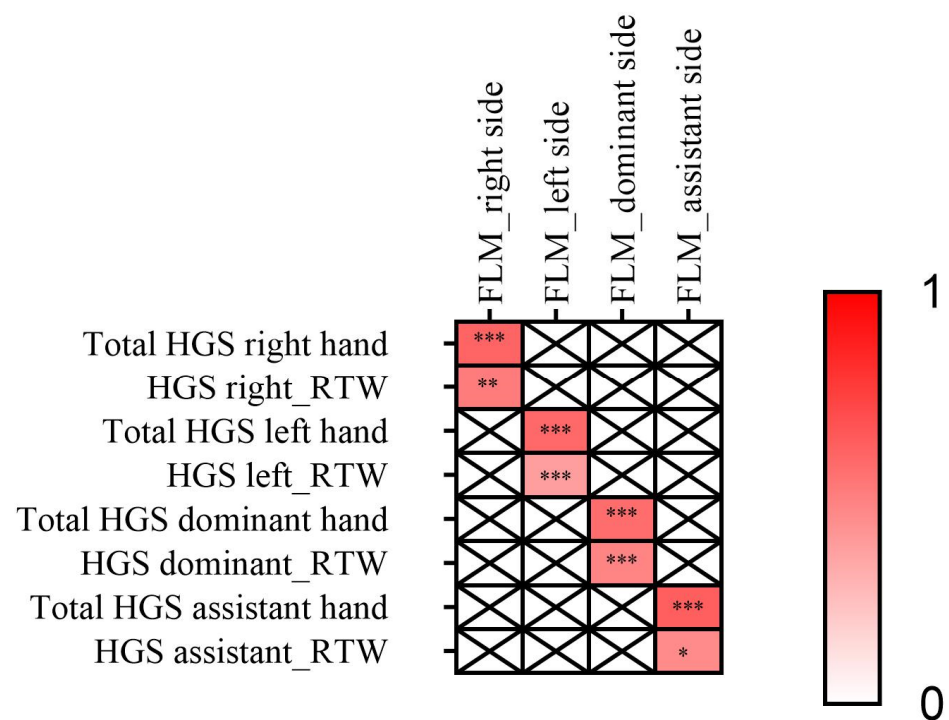 FLM_right side
FLM_left side
FLM_dominant side
FLM_assistant side
1
Total HGS right hand ***
HGS right_RTW **
Total HGS left hand ***
HGS left_RTW ***
Total HGS dominant hand ***
HGS dominant_RTW ***
Total HGS assistant hand ***
HGS assistant_RTW *
0